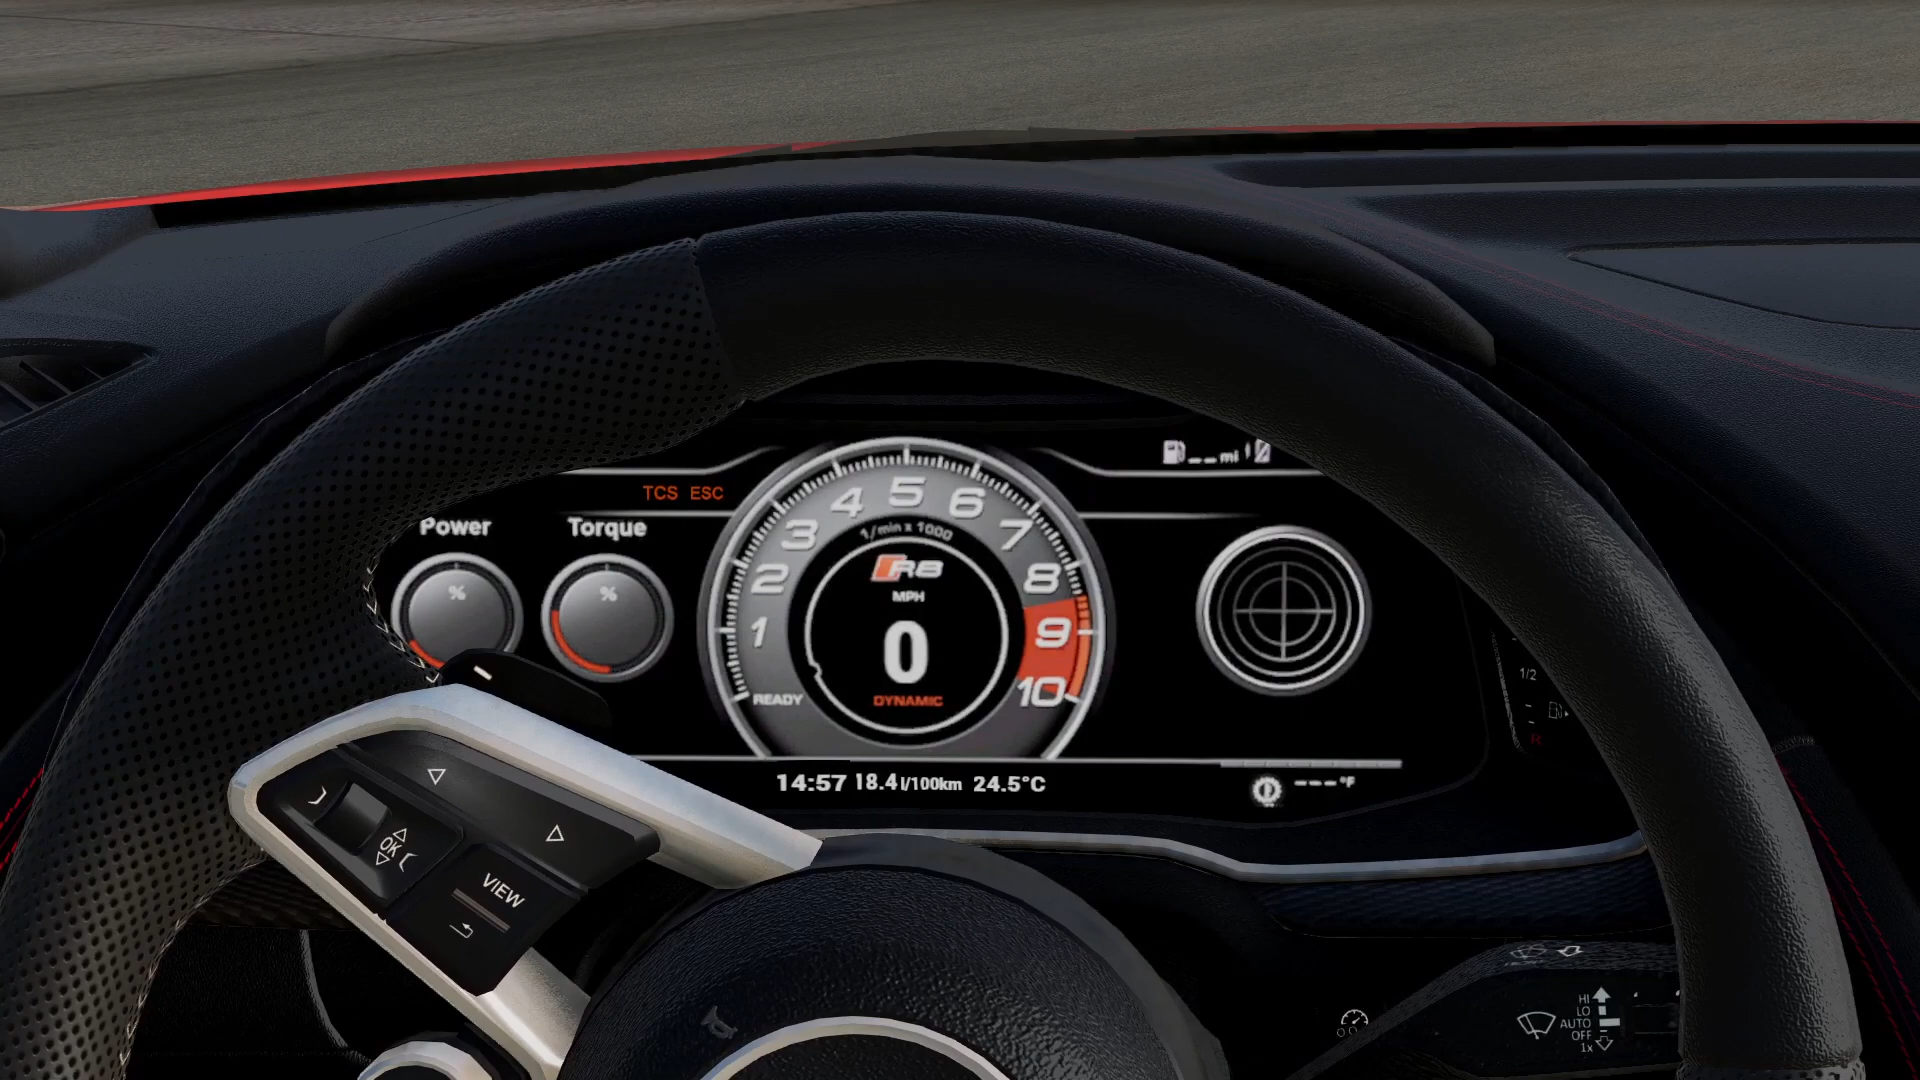 -- mi
TCS ESC
Power
Torque
%
%
1
2
3
4
5
6
7
8
9
10
1/min x 1000
R8
MPH
0
READY
DYNAMIC
1/2
R
14:57 18.4 l/100km 24.5°C
--- °F
OK
VIEW
HI
LO
AUTO
OFF
1x